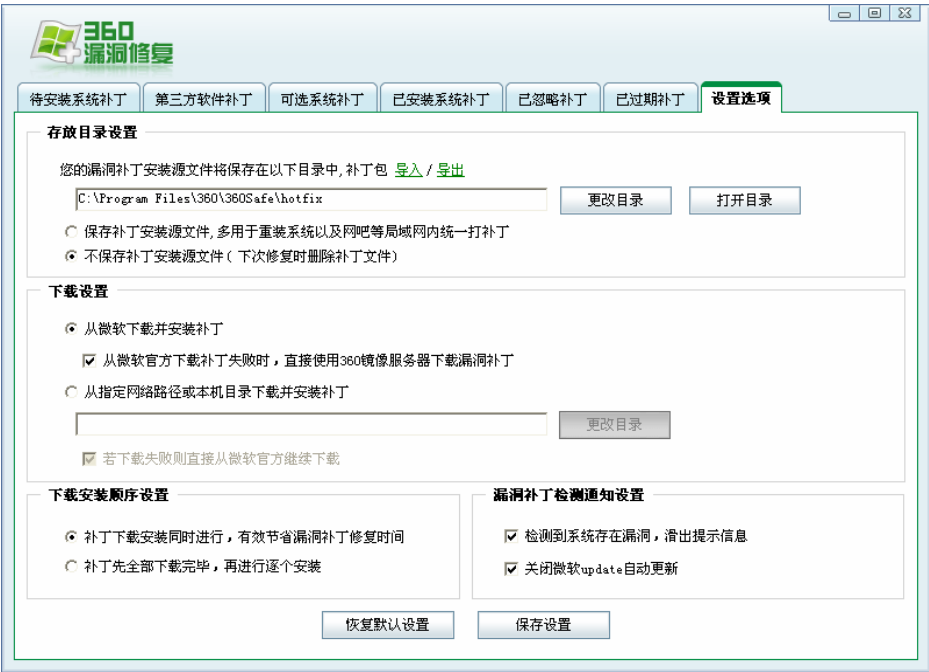 360
漏洞修复
待安装系统补丁 第三方软件补丁 可选系统补丁 已安装系统补丁 已忽略补丁 已过期补丁 设置选项
存放目录设置
您的漏洞补丁安装源文件将保存在以下目录中,补丁包 导入 / 导出
C:\Program Files\360\360Safe\hotfix 更改目录 打开目录
保存补丁安装源文件,多用于重装系统以及网吧等局域网内统一打补丁
不保存补丁安装源文件( 下次修复时删除补丁文件)
下载设置
从微软下载并安装补丁
从微软官方下载补丁失败时，直接使用360镜像服务器下载漏洞补丁
从指定网络路径或本机目录下载并安装补丁
更改目录
若下载失败则直接从微软官方继续下载
下载安装顺序设置 漏洞补丁检测通知设置
补丁下载安装同时进行，有效节省漏洞补丁修复时间 检测到系统存在漏洞，滑出提示信息
补丁先全部下载完毕，再进行逐个安装 关闭微软update自动更新
恢复默认设置 保存设置